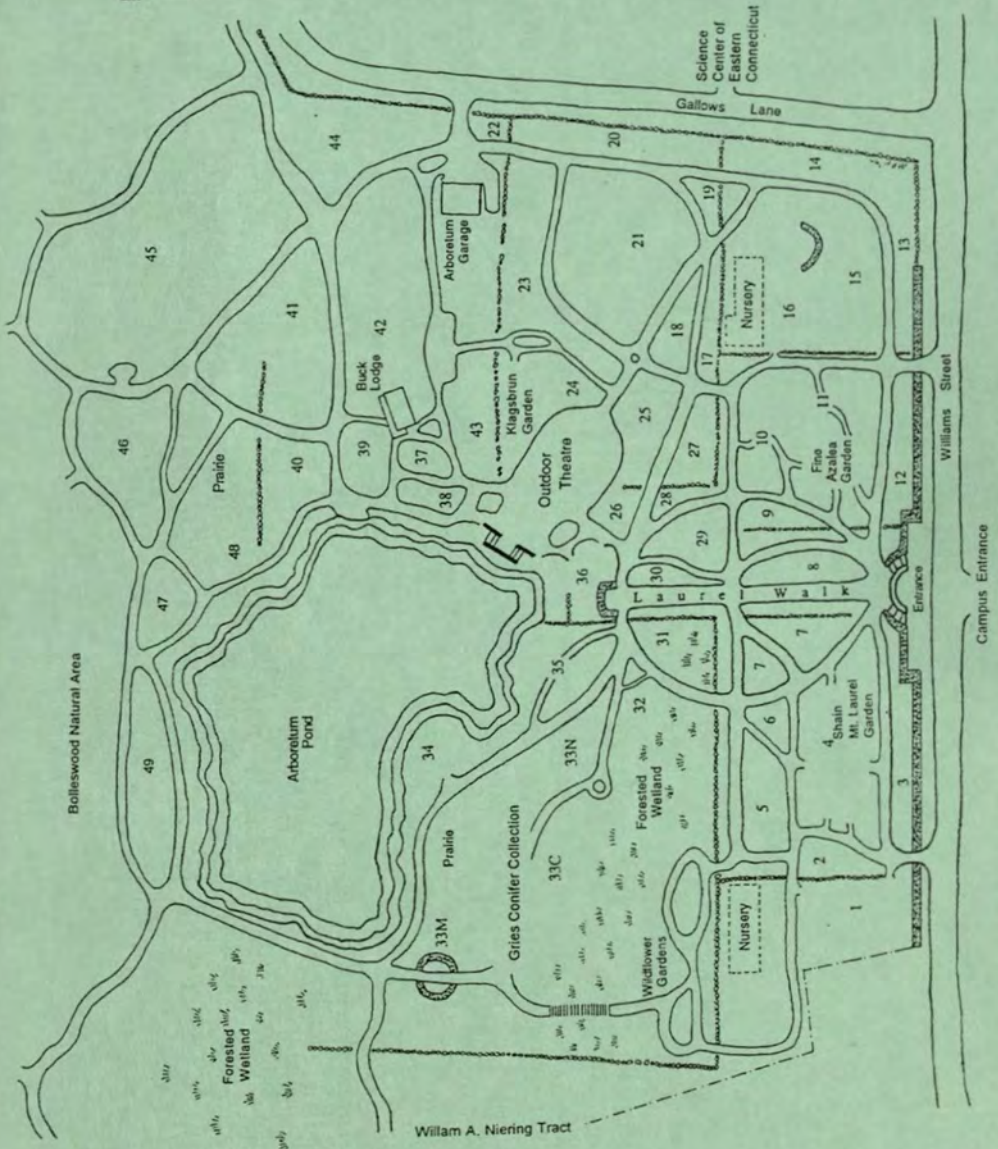 Bolleswood Natural Area
45
44
46
41
Prairie
40
48
47
49
39
42
Buck
Lodge
37
38
43
Arboretum
Garage
22
23
Klagsbrun
Garden
24
Outdoor
Theatre
Science
Center of
Eastern
Connecticut
Gallows Lane
20
14
19
21
18
17
Nursery
16
15
13
25
26
27
28
29
10
11
Fine
Azalea
Garden
9
12
Williams Street
36
30
Laurel Walk
8
31
7
7
Entrance
Campus Entrance
Arboretum
Pond
34
35
32
33N
33C
33M
Prairie
Gries Conifer Collection
Forested
Wetland
6
5
4
Shain
Mt. Laurel
Garden
3
2
1
Nursery
Wildflower
Gardens
Forested
Wetland
Willam A. Niering Tract